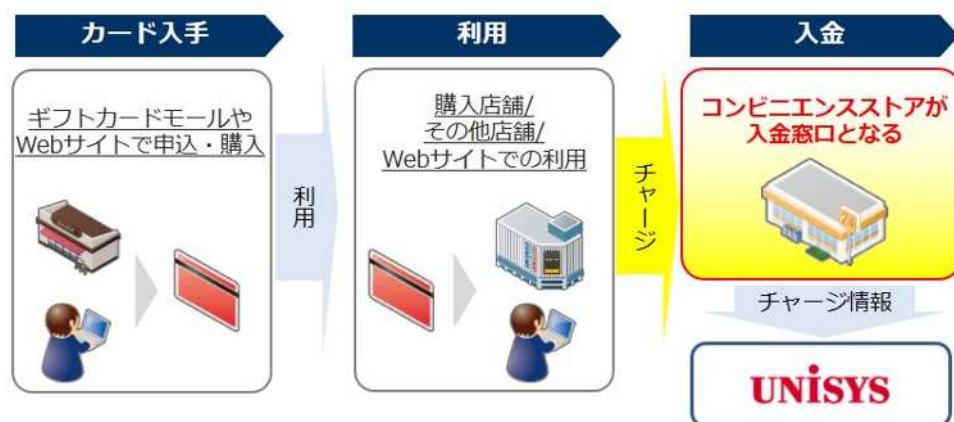 カード入手
利用
入金
ギフトカードモールや
Webサイトで申込・購入
利用
購入店舗/
その他店舗/
Webサイトでの利用
チャージ
コンビニエンスストアが
入金窓口となる
チャージ情報
UNiSYS